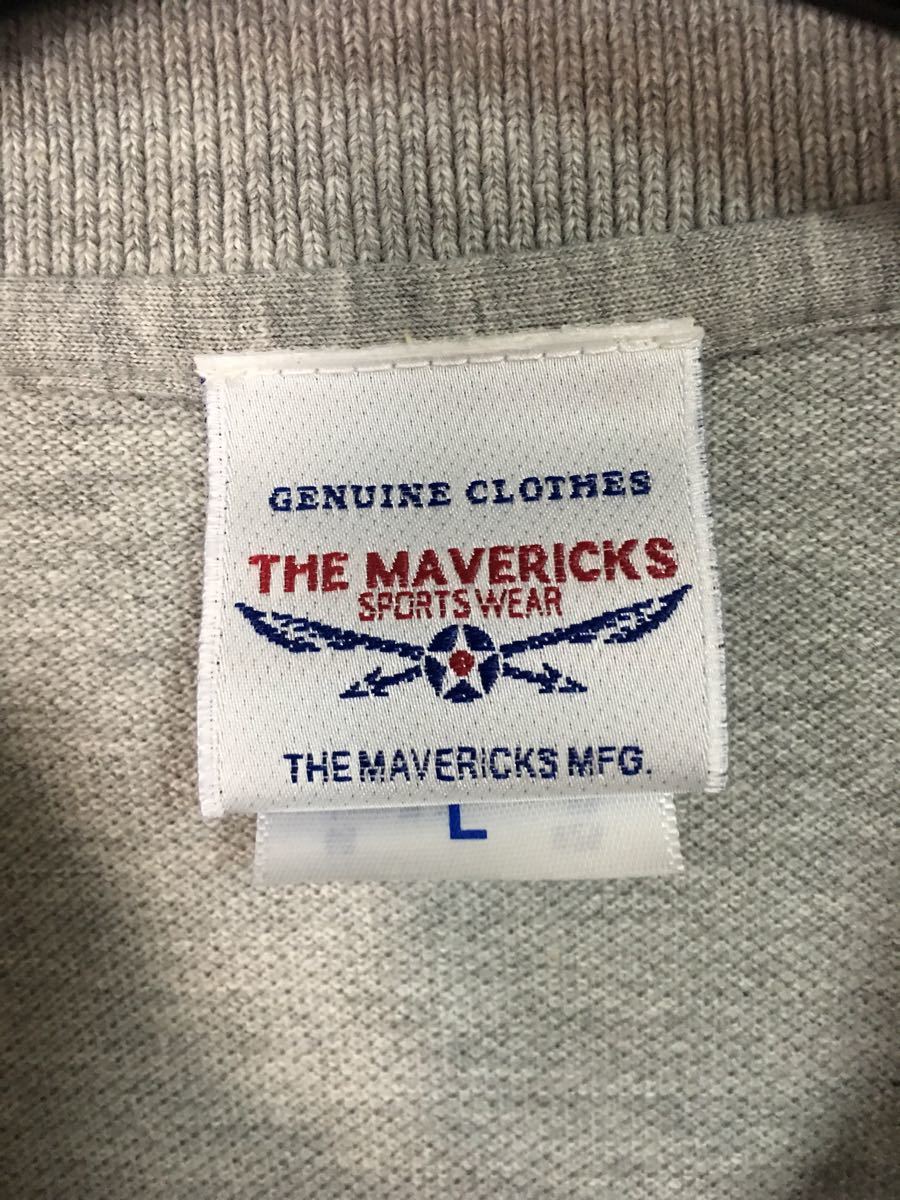 GENUINE CLOTHES
THE MAVERICKS
SPORTS WEAR
THE MAVERICKS MFG.
L